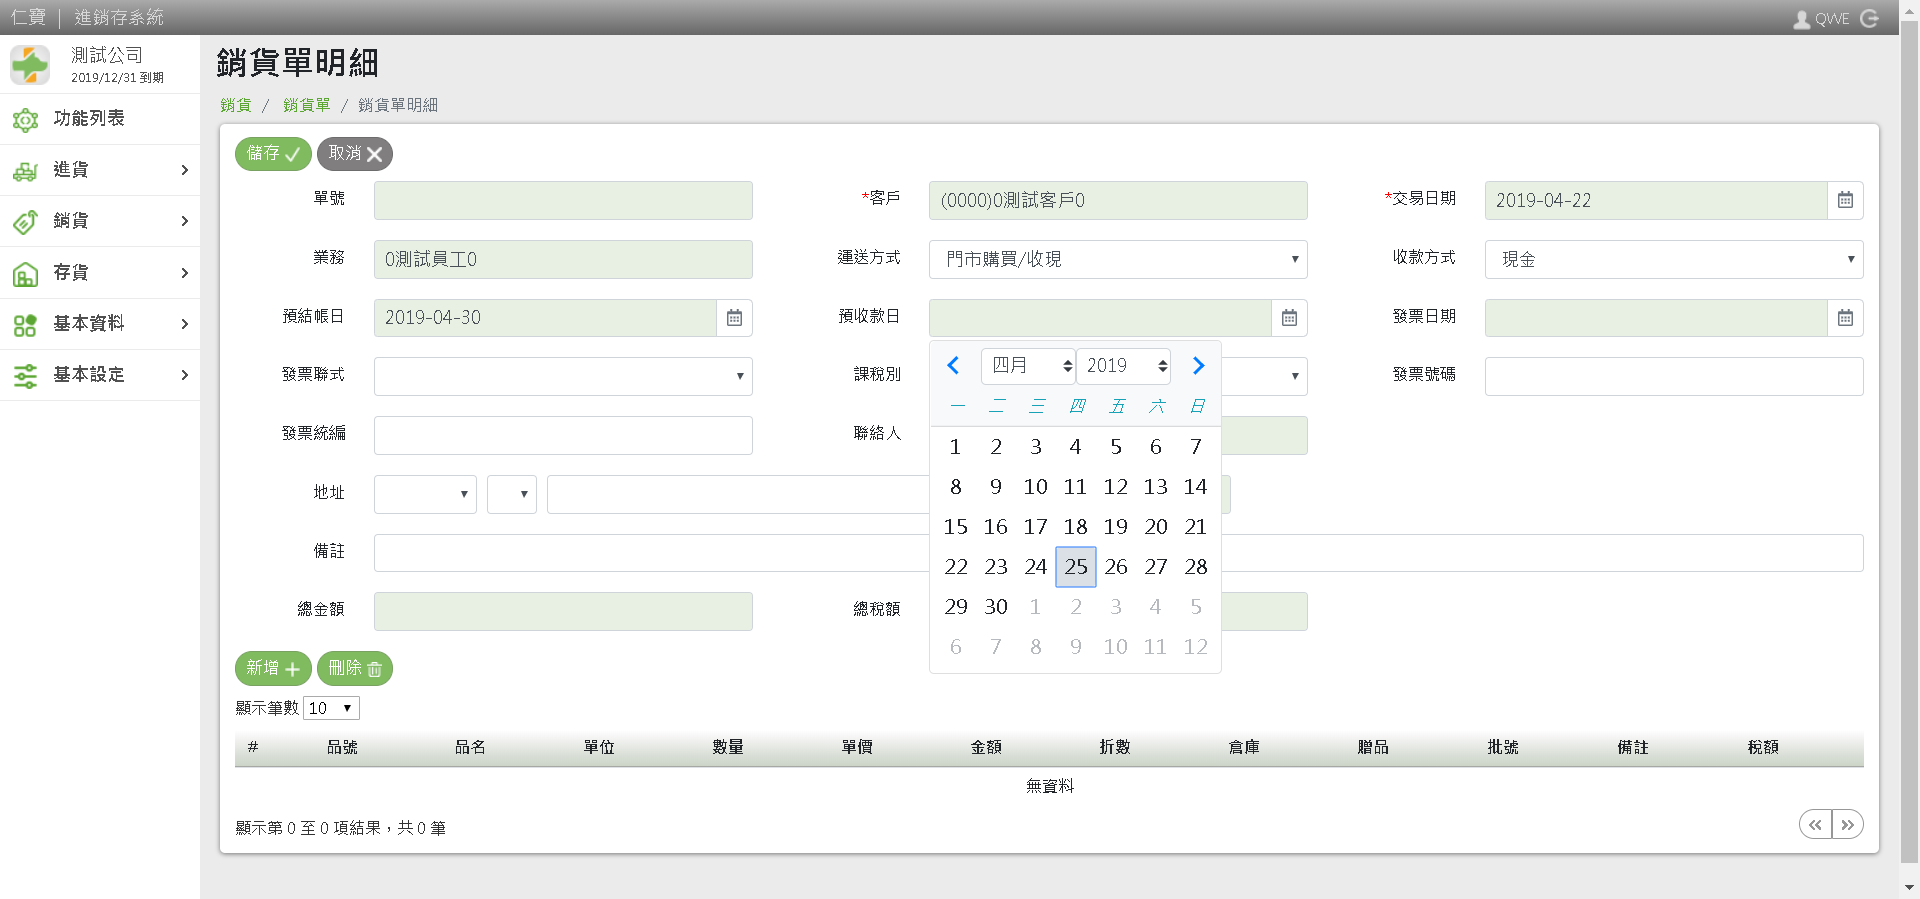 仁寶 | 進銷存系統
QWE
測試公司
2019/12/31 到期
功能列表
進貨
銷貨
存貨
基本資料
基本設定
銷貨單明細
銷貨 / 銷貨單 / 銷貨單明細
儲存 取消
單號
*客戶 (0000)0測試客戶0
*交易日期 2019-04-22
業務 0測試員工0
運送方式 門市購買/收現
收款方式 現金
預結帳日 2019-04-30
預收款日
發票日期
發票聯式
課稅別
發票號碼
發票統編
聯絡人
地址
備註
總金額
總稅額
四月 2019
一 二 三 四 五 六 日
1 2 3 4 5 6 7
8 9 10 11 12 13 14
15 16 17 18 19 20 21
22 23 24 25 26 27 28
29 30 1 2 3 4 5
6 7 8 9 10 11 12
新增 刪除
顯示筆數 10
# 品號 品名 單位 數量 單價 金額 折數 倉庫 贈品 批號 備註 稅額
無資料
顯示第 0 至 0 項結果，共 0 筆
« »